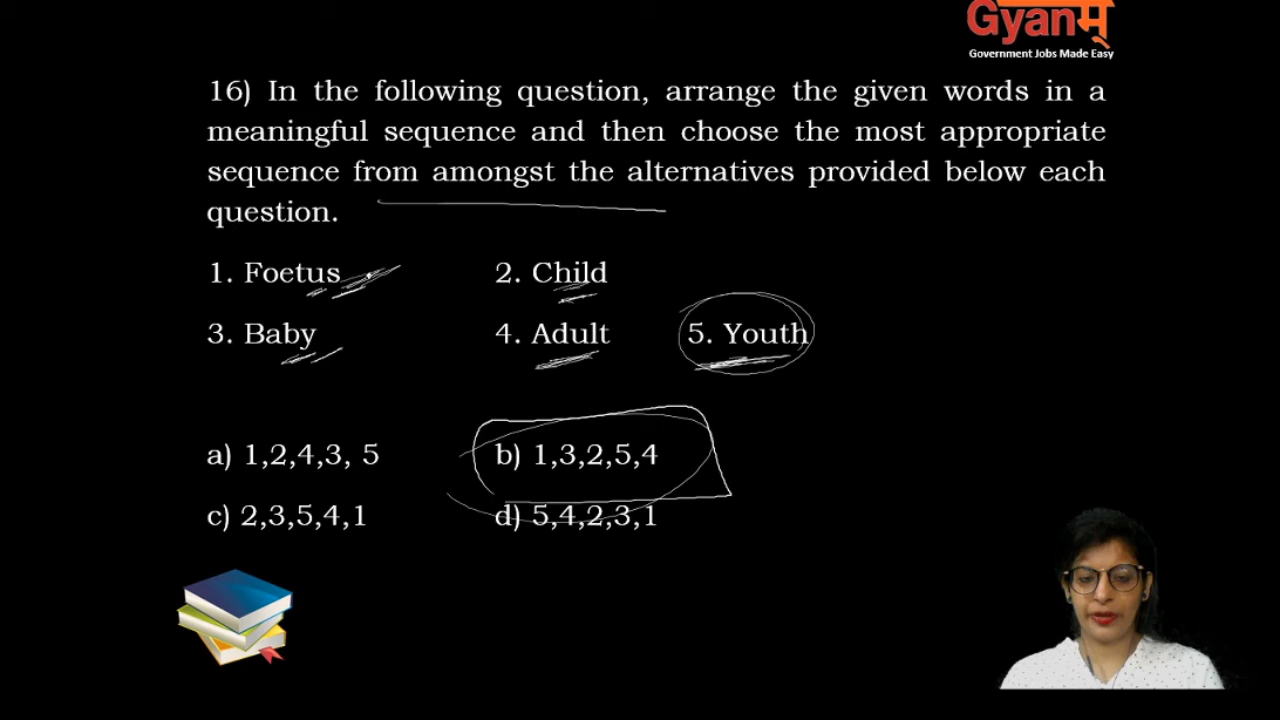 Gyanम्
Government Jobs Made Easy
16) In the following question, arrange the given words in a
meaningful sequence and then choose the most appropriate
sequence from amongst the alternatives provided below each
question.
1. Foetus 2. Child
3. Baby 4. Adult 5. Youth
a) 1,2,4,3, 5 b) 1,3,2,5,4
c) 2,3,5,4,1 d) 5,4,2,3,1